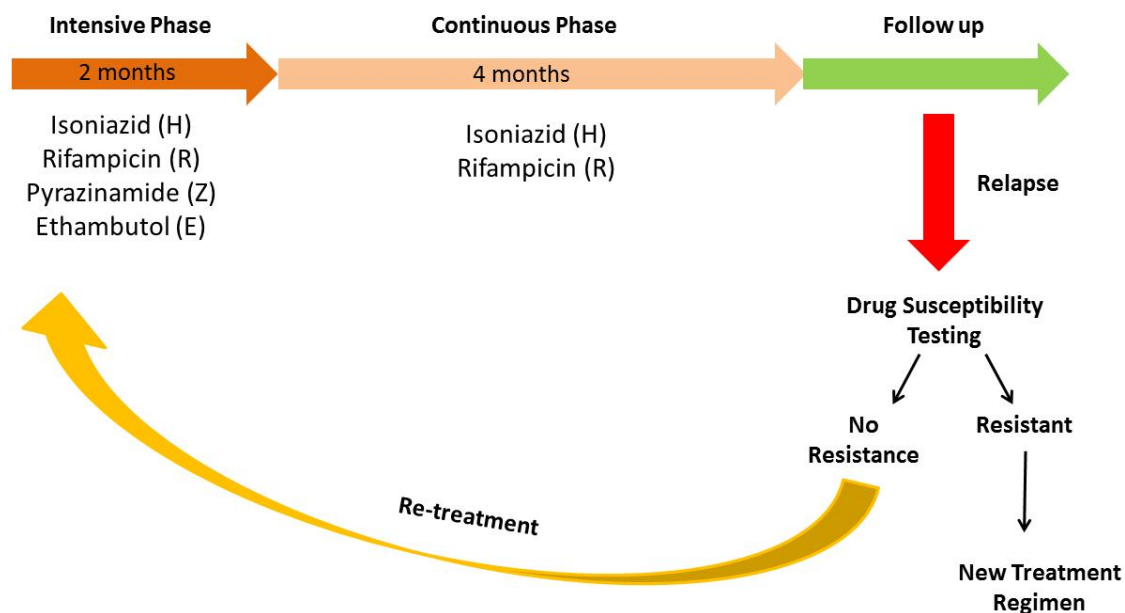 Intensive Phase
Continuous Phase
Follow up
2 months
4 months
Isoniazid (H)
Rifampicin (R)
Pyrazinamide (Z)
Ethambutol (E)
Isoniazid (H)
Rifampicin (R)
Relapse
Drug Susceptibility
Testing
No
Resistance
Resistant
Re-treatment
New Treatment
Regimen